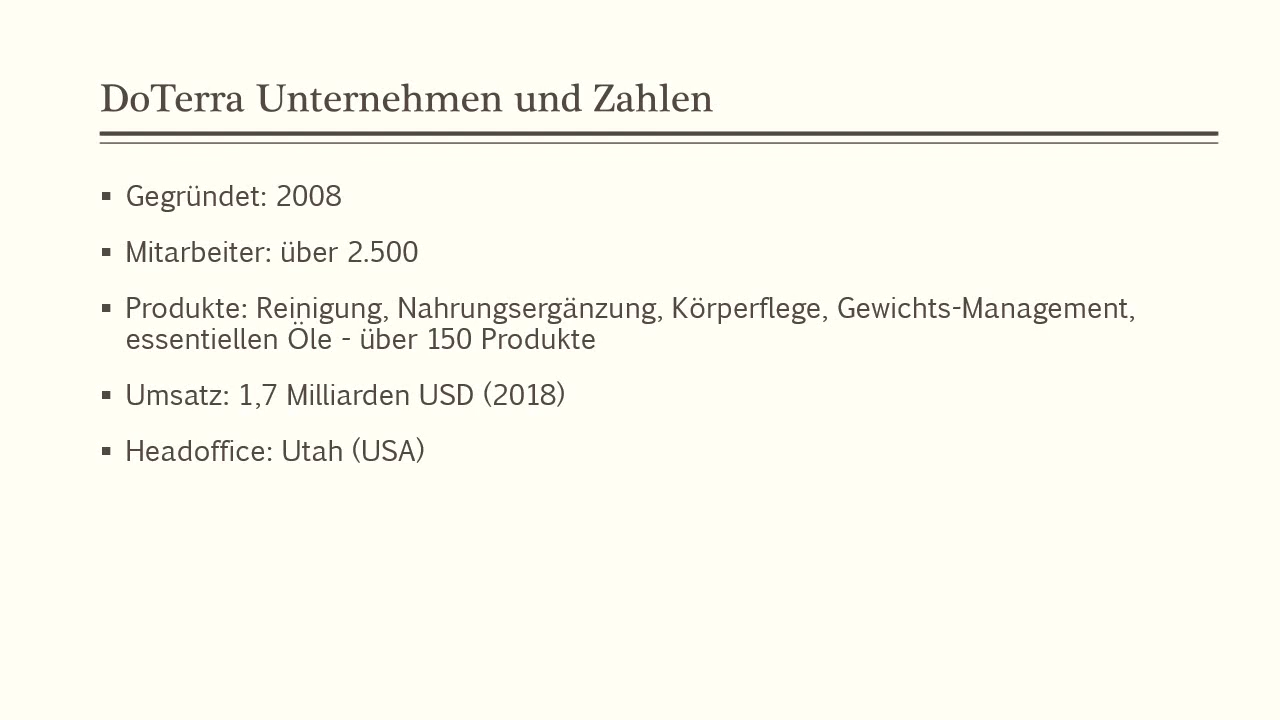 DoTerra Unternehmen und Zahlen
▪ Gegründet: 2008
▪ Mitarbeiter: über 2.500
▪ Produkte: Reinigung, Nahrungsergänzung, Körperflege, Gewichts-Management,
essentiellen Öle - über 150 Produkte
▪ Umsatz: 1,7 Milliarden USD (2018)
▪ Headoffice: Utah (USA)